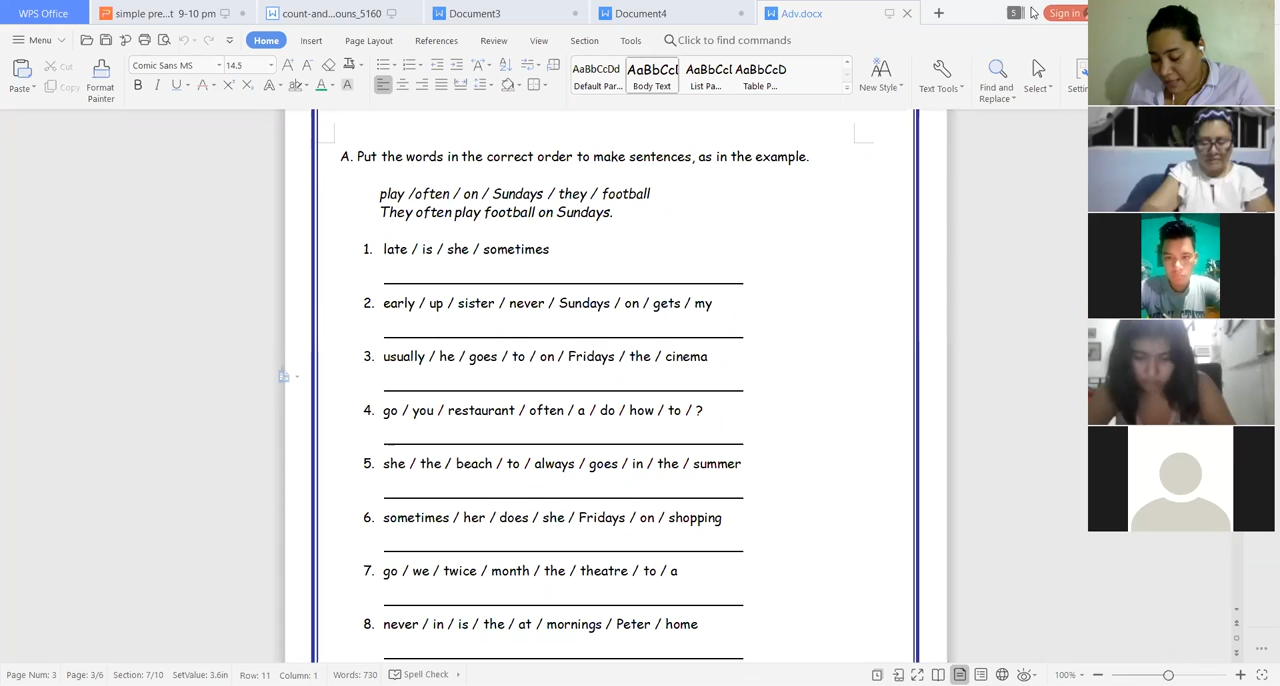 WPS Office simple pre...t 9-10 pm count-and...ouns_5160 Document3 Document4 Adv.docx 5 Sign in
Menu Home Insert Page Layout References Review View Section Tools Click to find commands
Paste Cut Copy Format Painter Comic Sans MS 14.5 AaBbCcDd AaBbCcI AaBbCcI AaBbCcD New Style Text Tools Find and Replace Select
B I U A X² X₂ A ab A A Default Par... Body Text List Pa... Table P...
A. Put the words in the correct order to make sentences, as in the example.
play /often / on / Sundays / they / football
They often play football on Sundays.
1. late / is / she / sometimes
2. early / up / sister / never / Sundays / on / gets / my
3. usually / he / goes / to / on / Fridays / the / cinema
4. go / you / restaurant / often / a / do / how / to / ?
5. she / the / beach / to / always / goes / in / the / summer
6. sometimes / her / does / she / Fridays / on / shopping
7. go / we / twice / month / the / theatre / to / a
8. never / in / is / the / at / mornings / Peter / home
Page Num: 3 Page: 3/6 Section: 7/10 SetValue: 3.6in Row: 11 Column: 1 Words: 730 Spell Check 100%